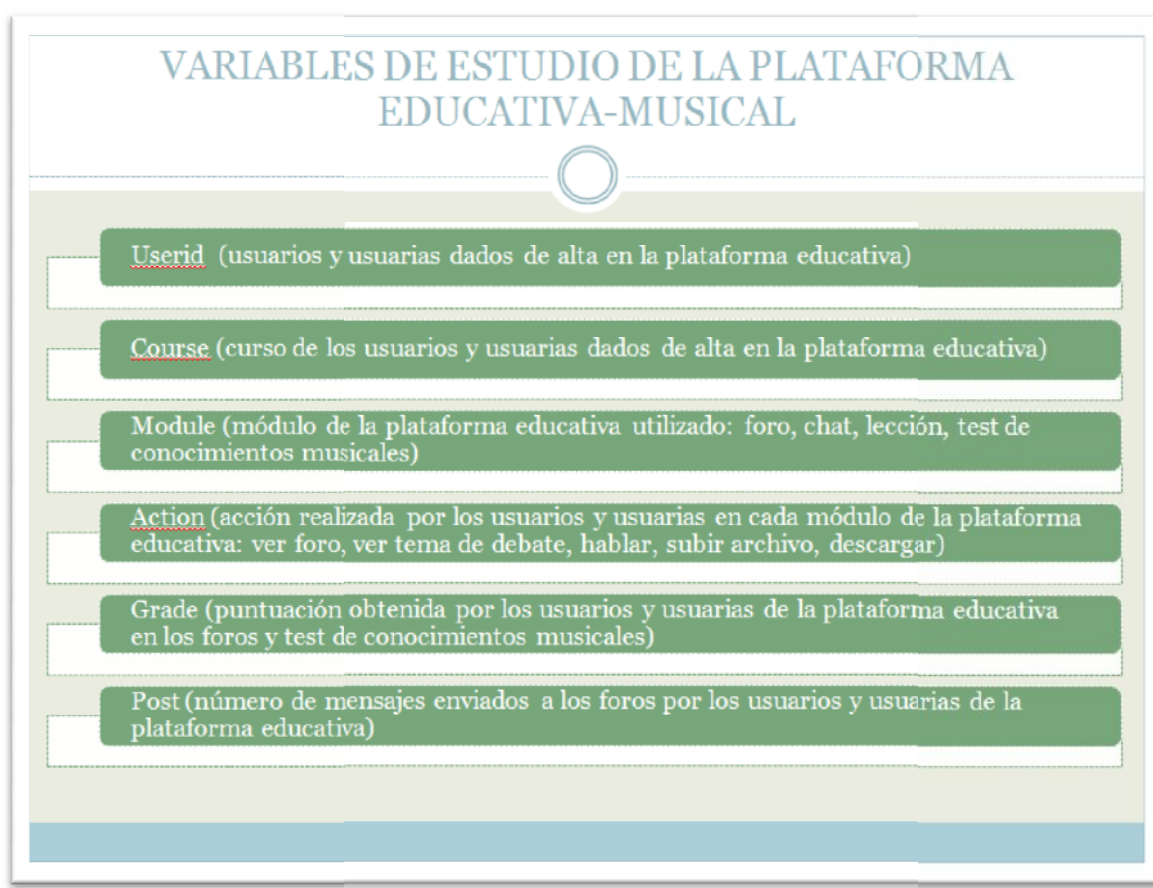 VARIABLES DE ESTUDIO DE LA PLATAFORMA
EDUCATIVA-MUSICAL
Userid (usuarios y usuarias dados de alta en la plataforma educativa)
Course (curso de los usuarios y usuarias dados de alta en la plataforma educativa)
Module (módulo de la plataforma educativa utilizado: foro, chat, lección, test de
conocimientos musicales)
Action (acción realizada por los usuarios y usuarias en cada módulo de la plataforma
educativa: ver foro, ver tema de debate, hablar, subir archivo, descargar)
Grade (puntuación obtenida por los usuarios y usuarias de la plataforma educativa
en los foros y test de conocimientos musicales)
Post (número de mensajes enviados a los foros por los usuarios y usuarias de la
plataforma educativa)